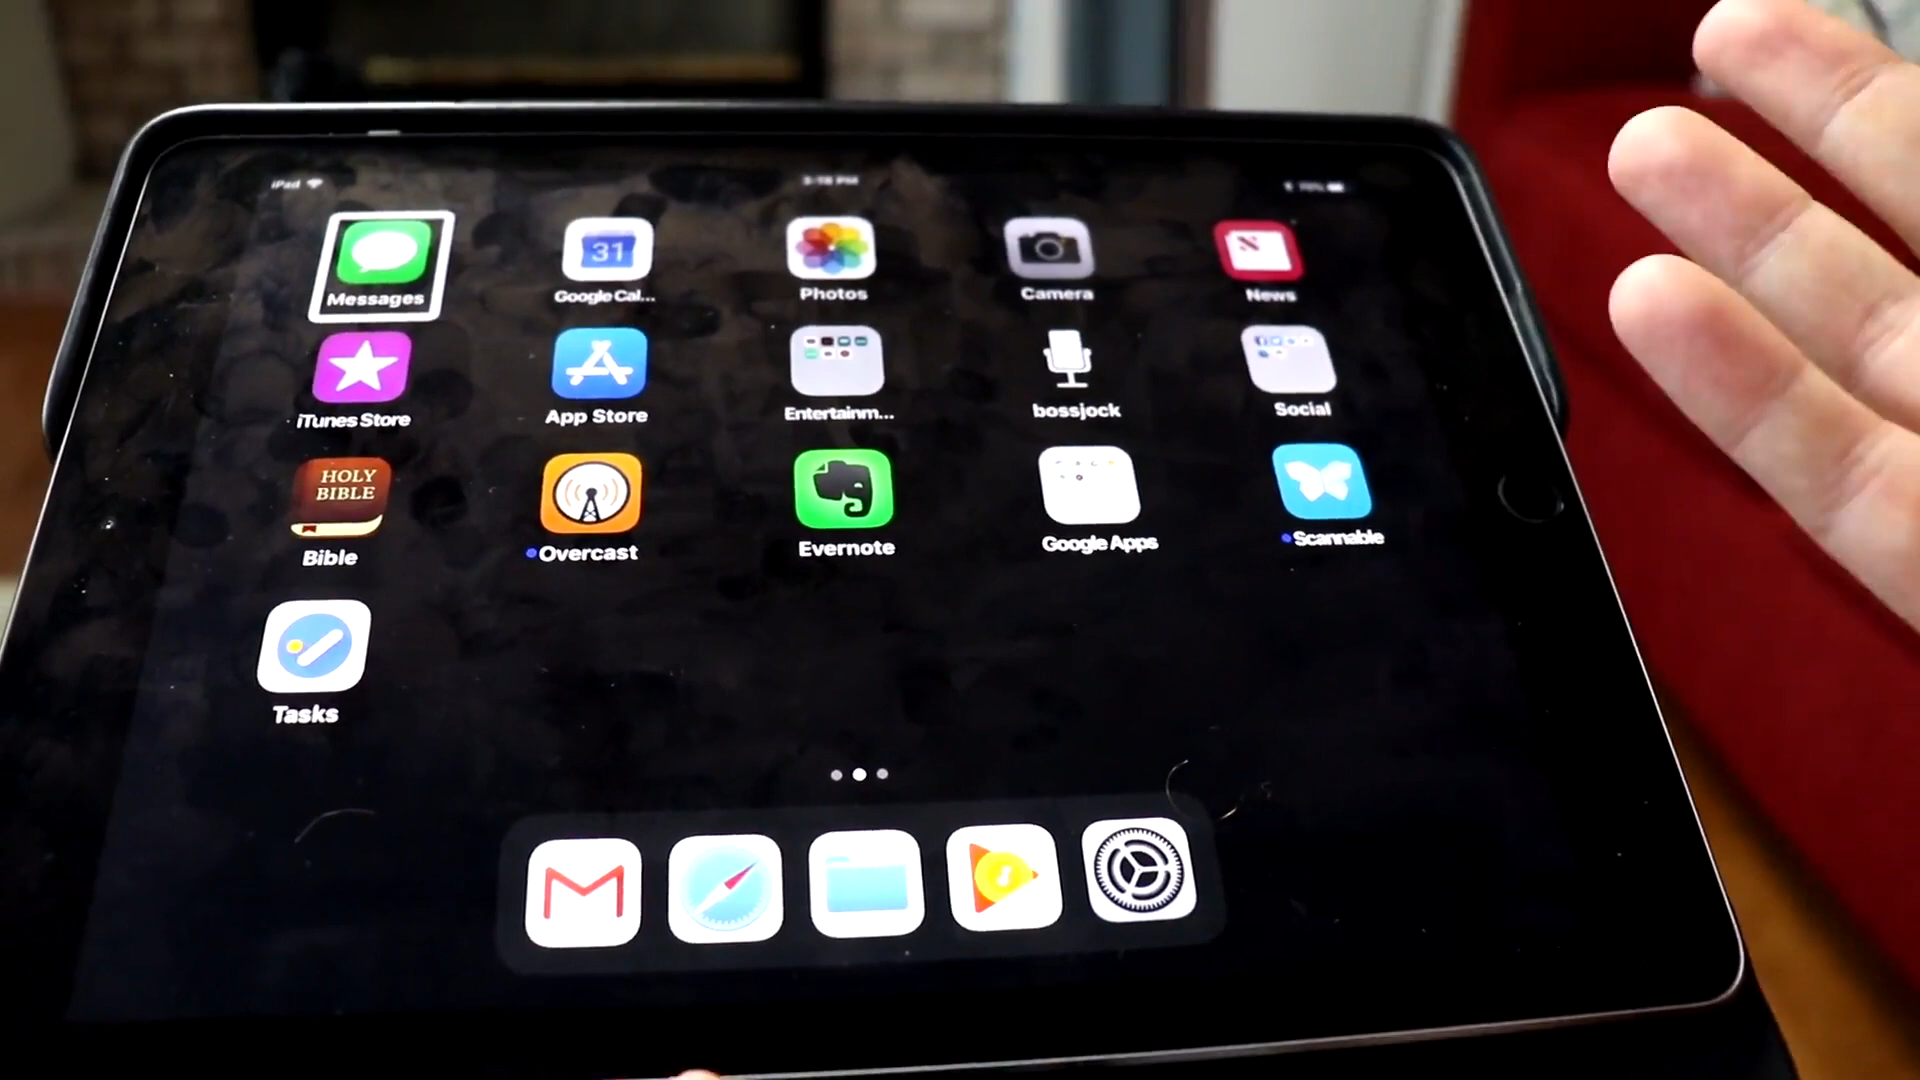 iPad
31
Messages
Google Cal...
Photos
Camera
News
iTunes Store
App Store
Entertainm...
bossjock
Social
HOLY
BIBLE
Bible
Overcast
Evernote
Google Apps
Scannable
Tasks